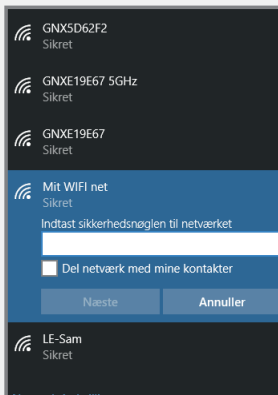 GNX5D62F2
Sikret
GNXE19E67 5GHz
Sikret
GNXE19E67
Sikret
Mit WIFI net
Sikret
Indtast sikkerhedsnøglen til netværket
Del netværk med mine kontakter
Næste
Annuller
LE-Sam
Sikret